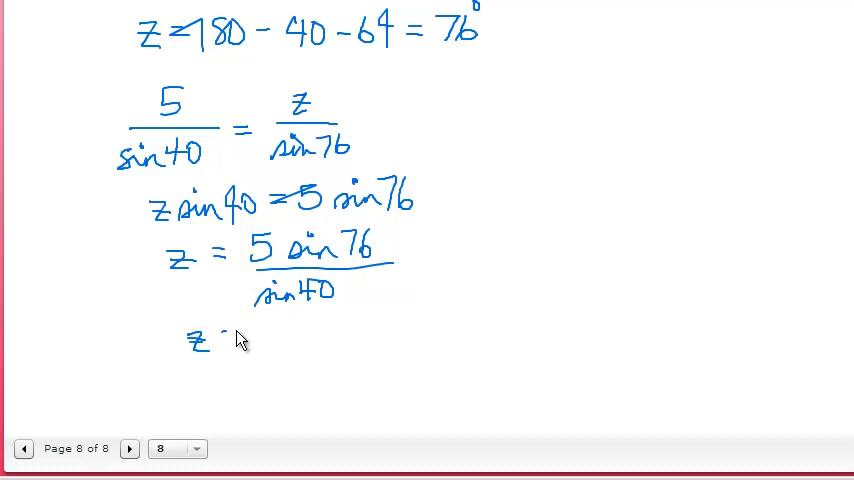 z = 180 - 40 - 64 = 76°
5 / sin40 = z / sin76
z sin40 = 5 sin76
z = 5 sin76 / sin40
z -
Page 8 of 8 8